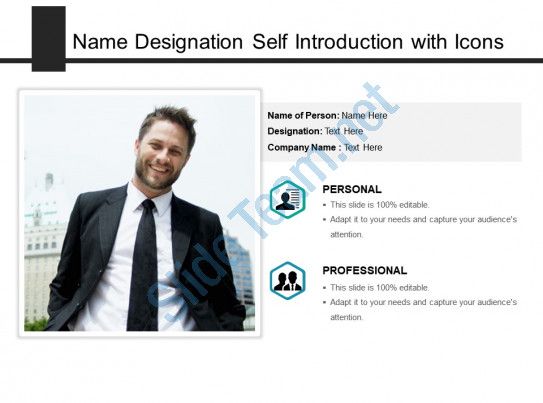 Name Designation Self Introduction with Icons
Name of Person: Name Here
Designation: Text Here
Company Name : Text Here
PERSONAL
▪ This slide is 100% editable.
▪ Adapt it to your needs and capture your audience's
attention.
PROFESSIONAL
▪ This slide is 100% editable.
▪ Adapt it to your needs and capture your audience's
attention.
SlideTeam.net